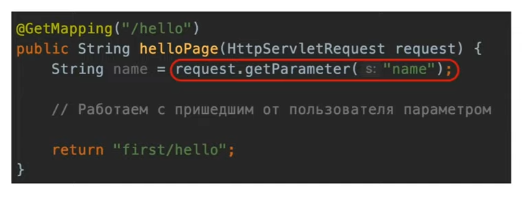 @GetMapping("/hello")
public String helloPage(HttpServletRequest request) {
String name = request.getParameter( s: "name");
// Работаем с пришедшим от пользователя параметром
return "first/hello";
}